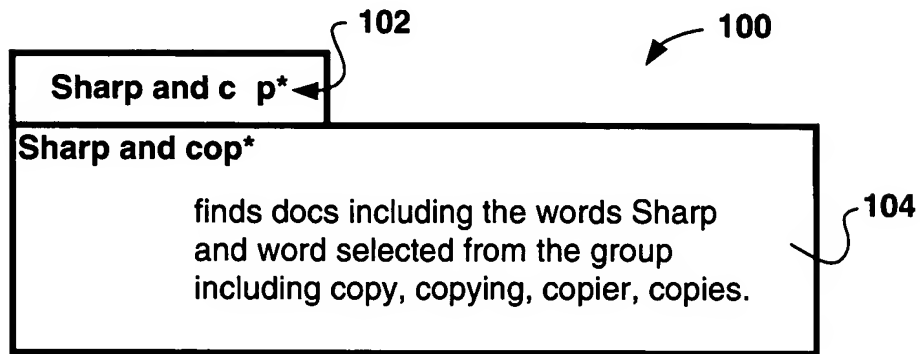 102
100
Sharp and c p*
Sharp and cop*
finds docs including the words Sharp
and word selected from the group
including copy, copying, copier, copies.
104